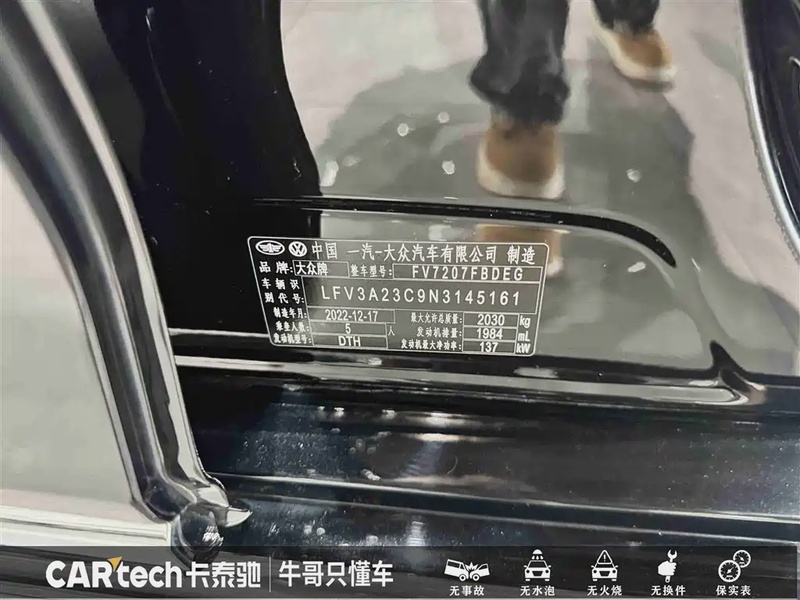 中国 一汽-大众汽车有限公司 制造
品牌: 大众牌 整车型号: FV7207FBDEG
车辆识别代号: LFV3A23C9N3145161
制造年月: 2022-12-17 最大允许总质量: 2030 kg
乘坐人数: 5 人 发动机排量: 1984 mL
发动机型号: DTH 发动机最大净功率: 137 kW
CARtech卡泰驰 牛哥只懂车
无事故 无水泡 无火烧 无换件 保实表